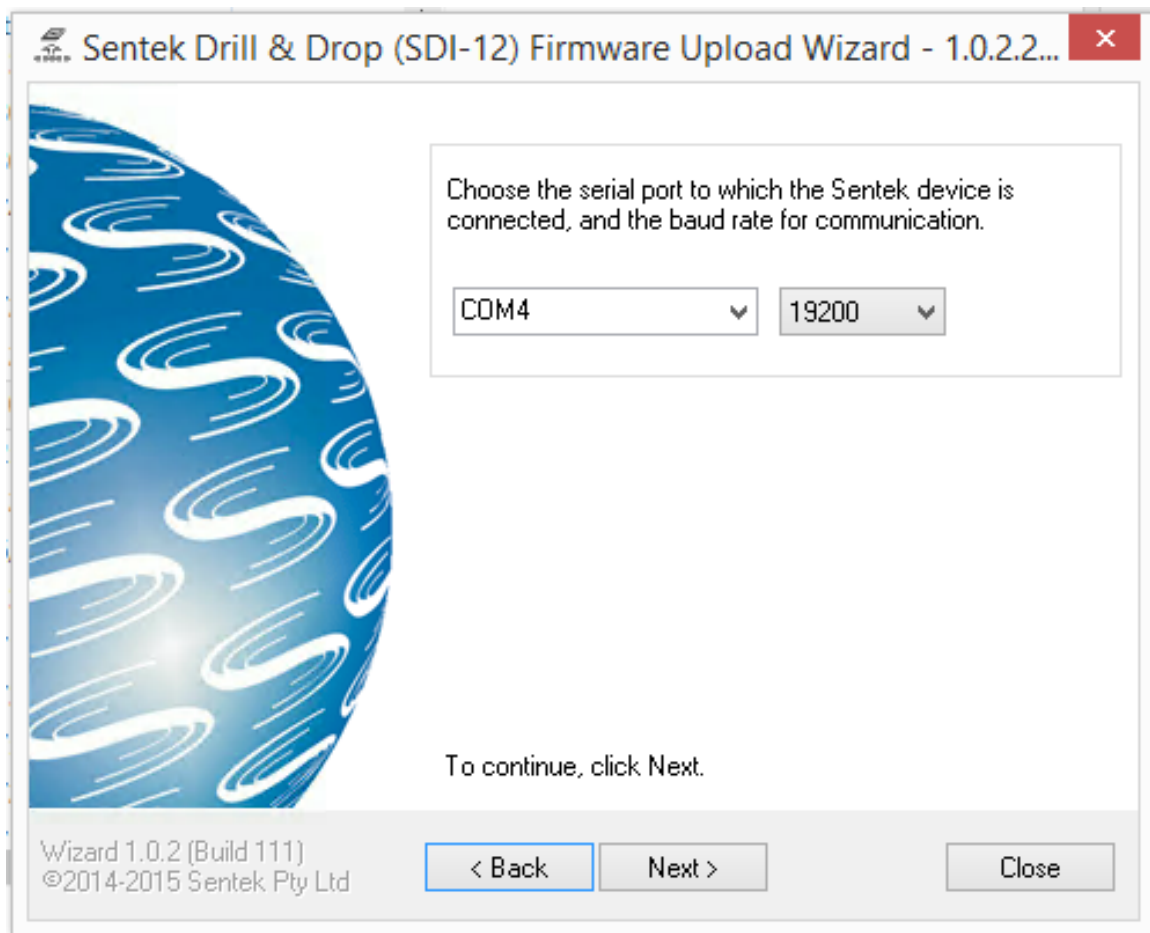 Sentek Drill & Drop (SDI-12) Firmware Upload Wizard - 1.0.2.2...
Choose the serial port to which the Sentek device is
connected, and the baud rate for communication.
COM4
19200
To continue, click Next.
Wizard 1.0.2 (Build 111)
©2014-2015 Sentek Pty Ltd
< Back
Next >
Close